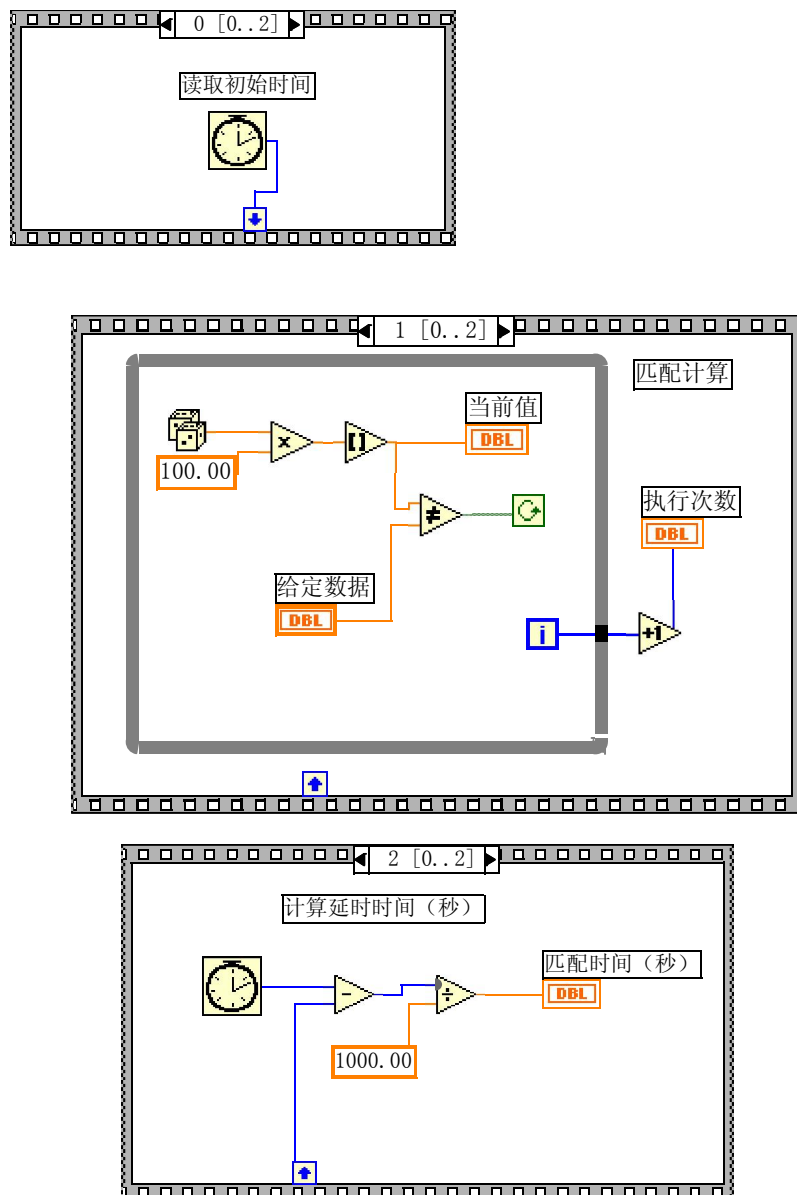 0 [0..2]
读取初始时间
1 [0..2]
匹配计算
当前值
DBL
100.00
x
[]
≠
执行次数
DBL
给定数据
DBL
i
+1
2 [0..2]
计算延时时间（秒）
匹配时间（秒）
-
÷
DBL
1000.00